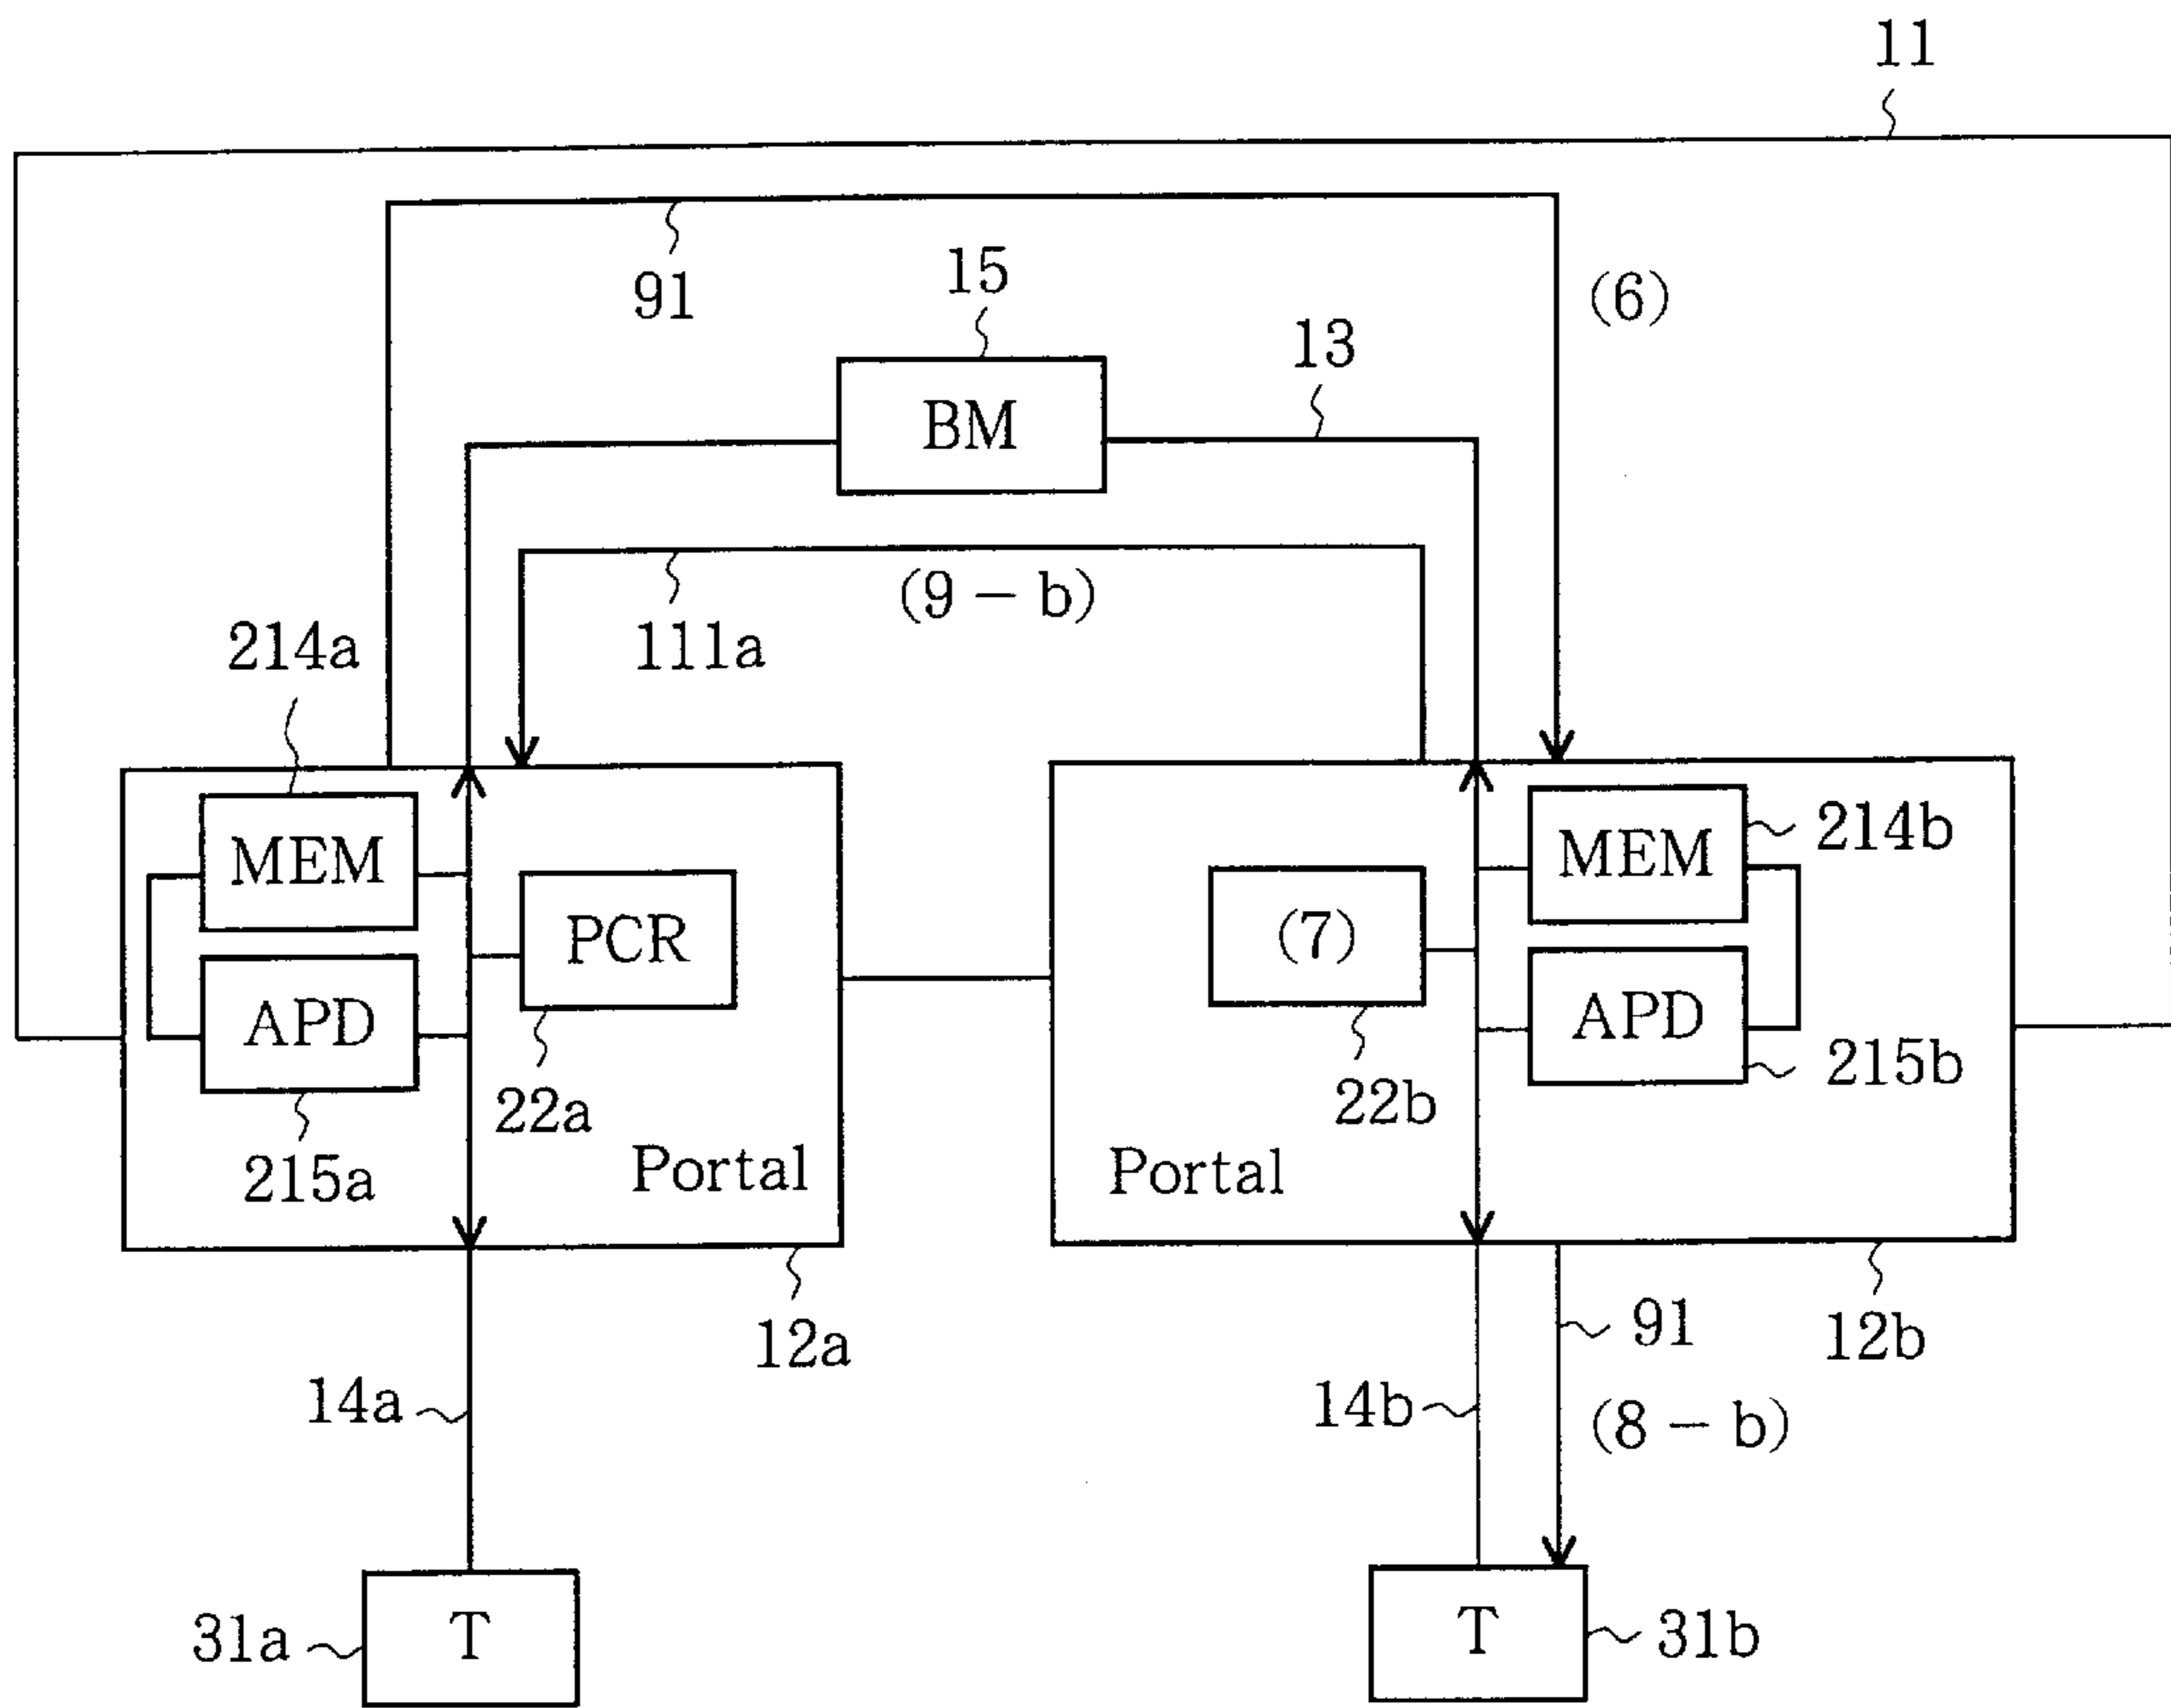 11
91
15
(6)
13
BM
(9 - b)
214a
111a
MEM
PCR
APD
22a
215a
Portal
12a
MEM
214b
(7)
APD
22b
215b
Portal
12b
91
14a
14b
(8 - b)
31a
T
T
31b